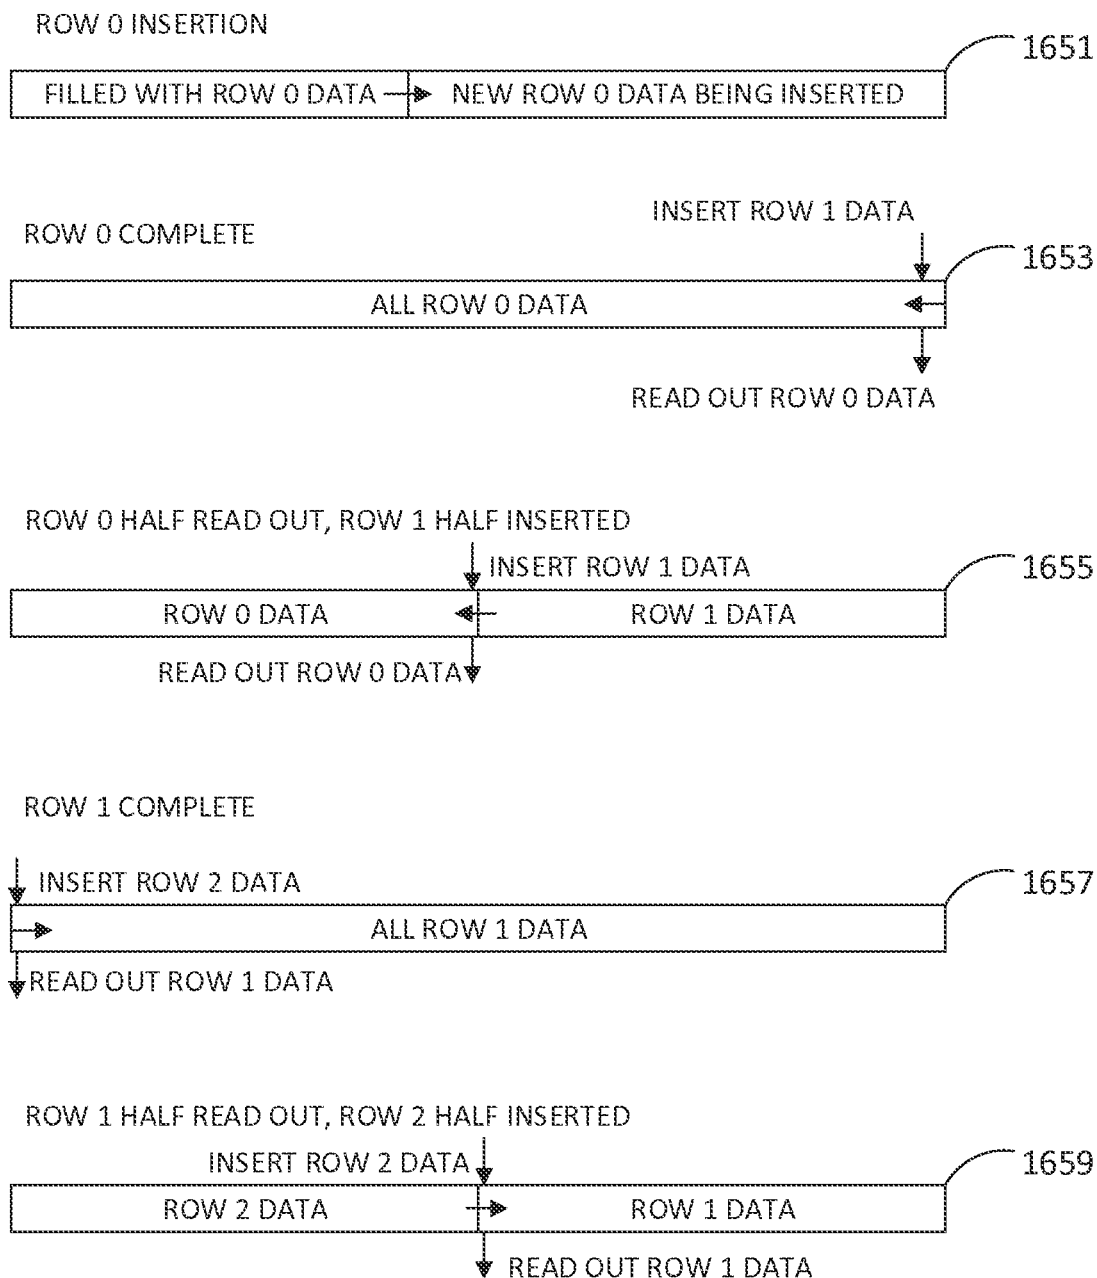 ROW 0 INSERTION
1651
FILLED WITH ROW 0 DATA NEW ROW 0 DATA BEING INSERTED
INSERT ROW 1 DATA
ROW 0 COMPLETE
1653
ALL ROW 0 DATA
READ OUT ROW 0 DATA
ROW 0 HALF READ OUT, ROW 1 HALF INSERTED
INSERT ROW 1 DATA
1655
ROW 0 DATA ROW 1 DATA
READ OUT ROW 0 DATA
ROW 1 COMPLETE
INSERT ROW 2 DATA
1657
ALL ROW 1 DATA
READ OUT ROW 1 DATA
ROW 1 HALF READ OUT, ROW 2 HALF INSERTED
INSERT ROW 2 DATA
1659
ROW 2 DATA ROW 1 DATA
READ OUT ROW 1 DATA